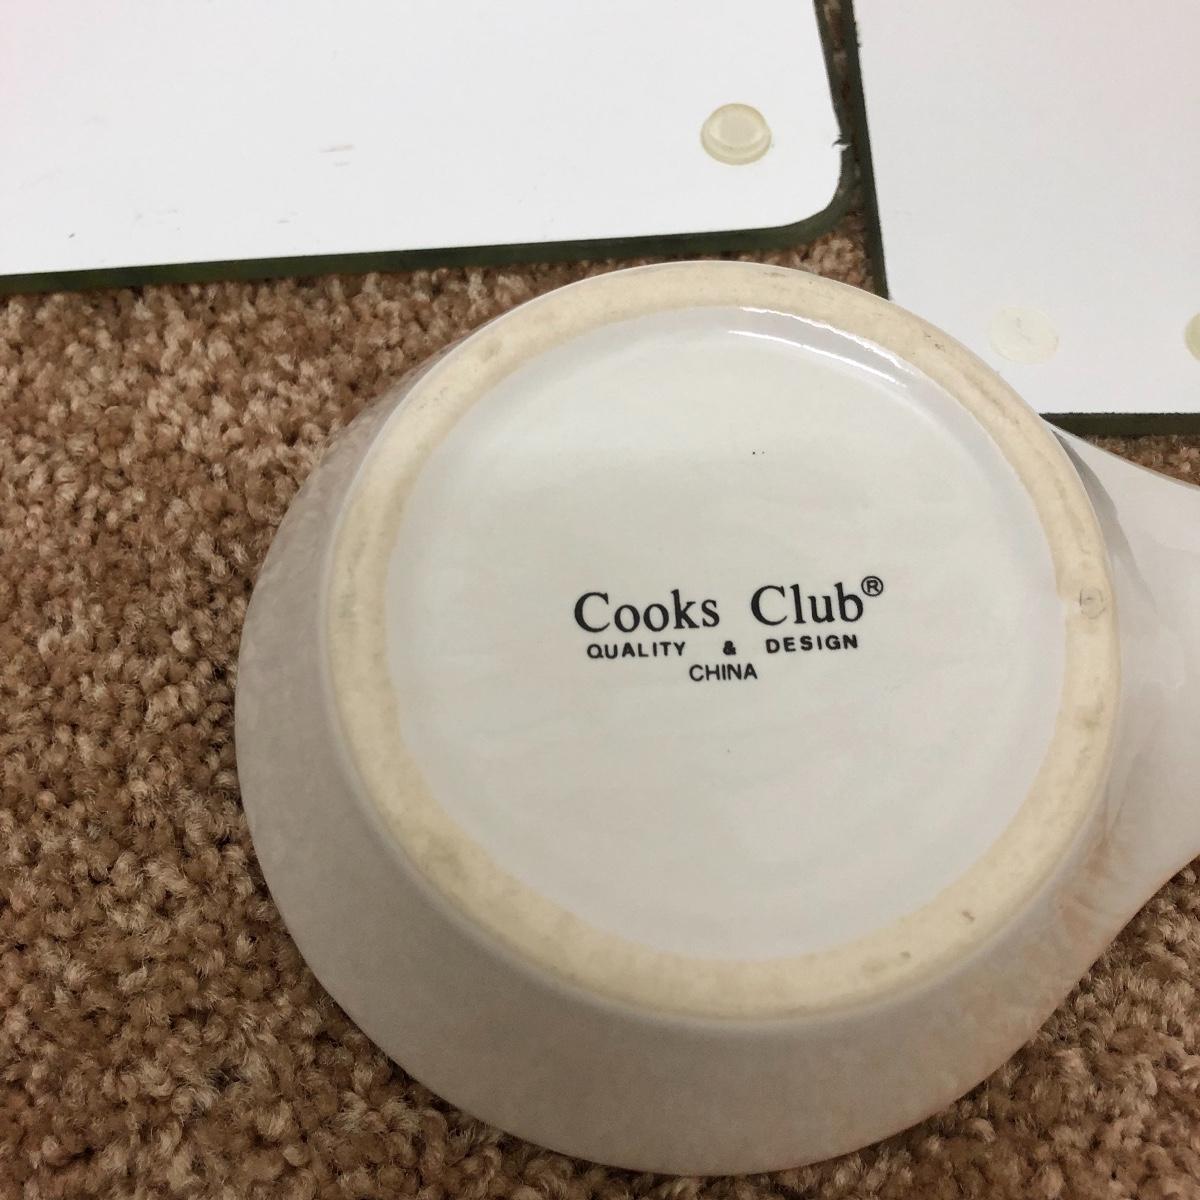 Cooks Club®
QUALITY & DESIGN
CHINA